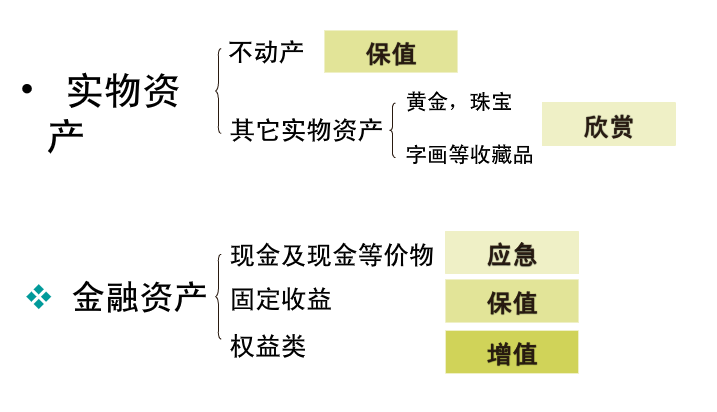 不动产
保值
• 实物资
产
黄金，珠宝
其它实物资产
欣赏
字画等收藏品
现金及现金等价物
应急
❖ 金融资产
固定收益
保值
权益类
增值